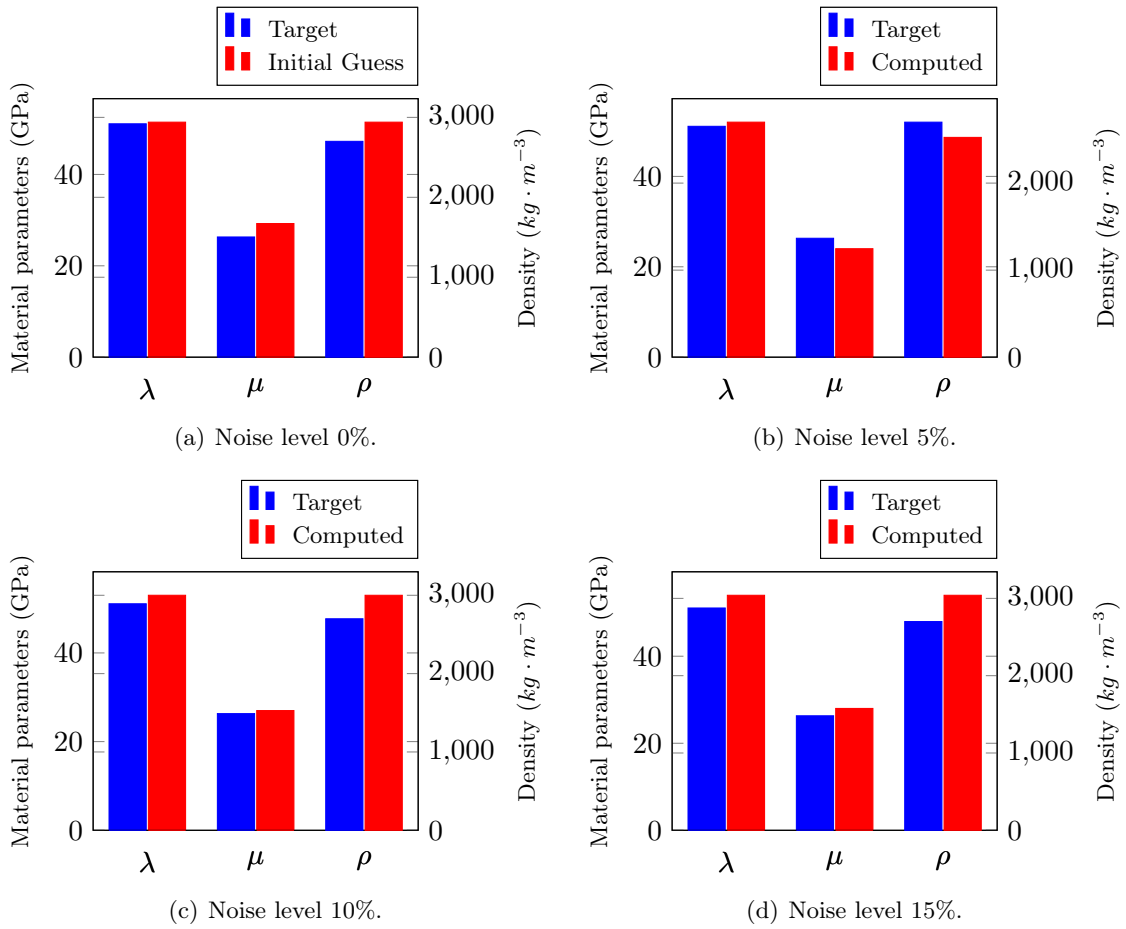 Target
Initial Guess
Material parameters (GPa)
40
20
0
3,000
2,000
1,000
0
Density (kg · m⁻³)
λ μ ρ
(a) Noise level 0%.
Target
Computed
Material parameters (GPa)
40
20
0
2,000
1,000
0
Density (kg · m⁻³)
λ μ ρ
(b) Noise level 5%.
Target
Computed
Material parameters (GPa)
40
20
0
3,000
2,000
1,000
0
Density (kg · m⁻³)
λ μ ρ
(c) Noise level 10%.
Target
Computed
Material parameters (GPa)
40
20
0
3,000
2,000
1,000
0
Density (kg · m⁻³)
λ μ ρ
(d) Noise level 15%.